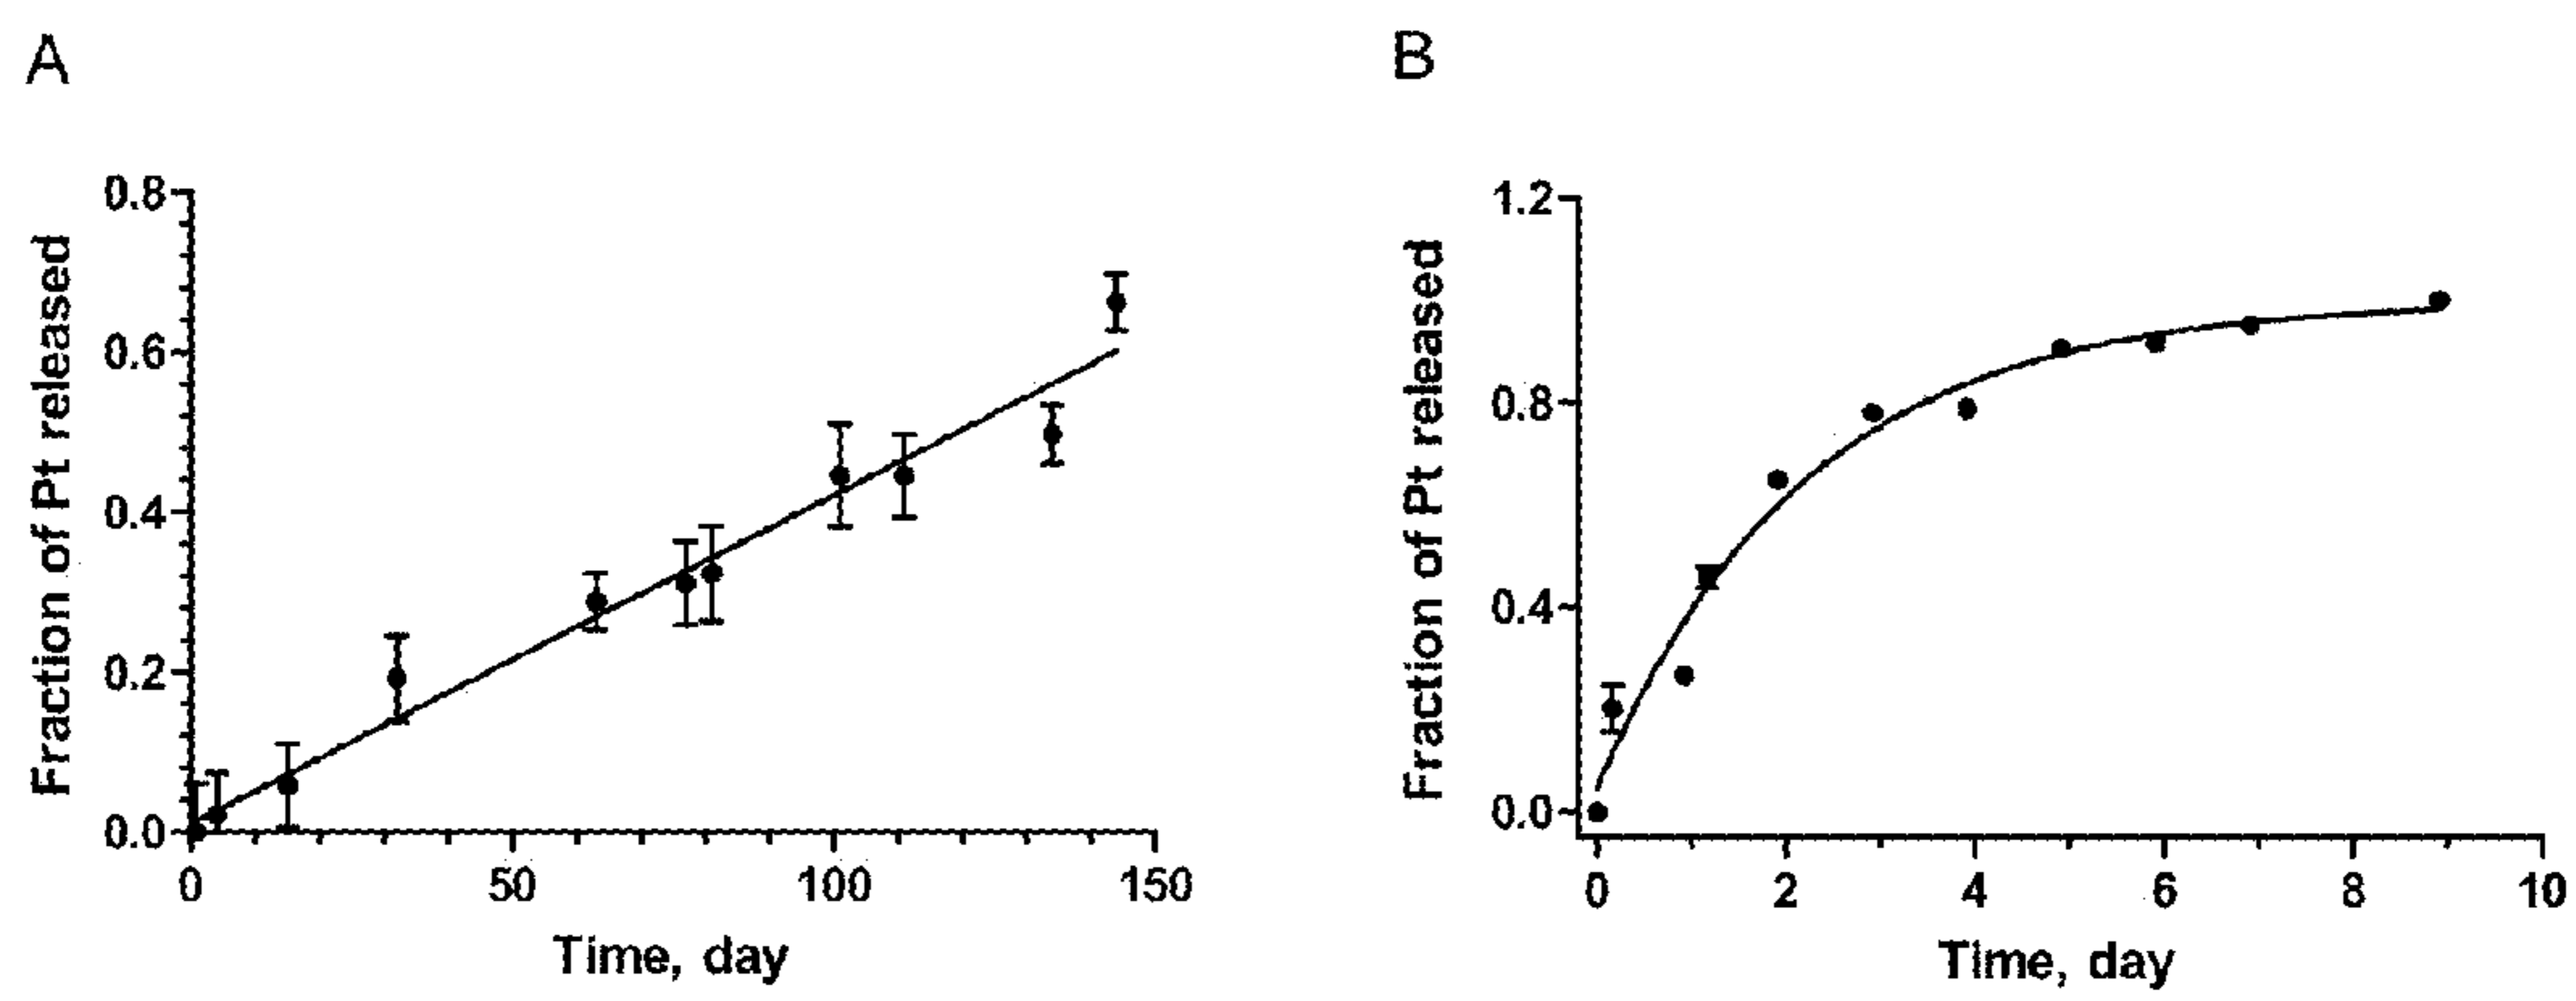 A
B
Fraction of Pt released
0.8
0.6
0.4
0.2
0.0
0 50 100 150
Time, day
Fraction of Pt released
1.2
0.8
0.4
0.0
0 2 4 6 8 10
Time, day